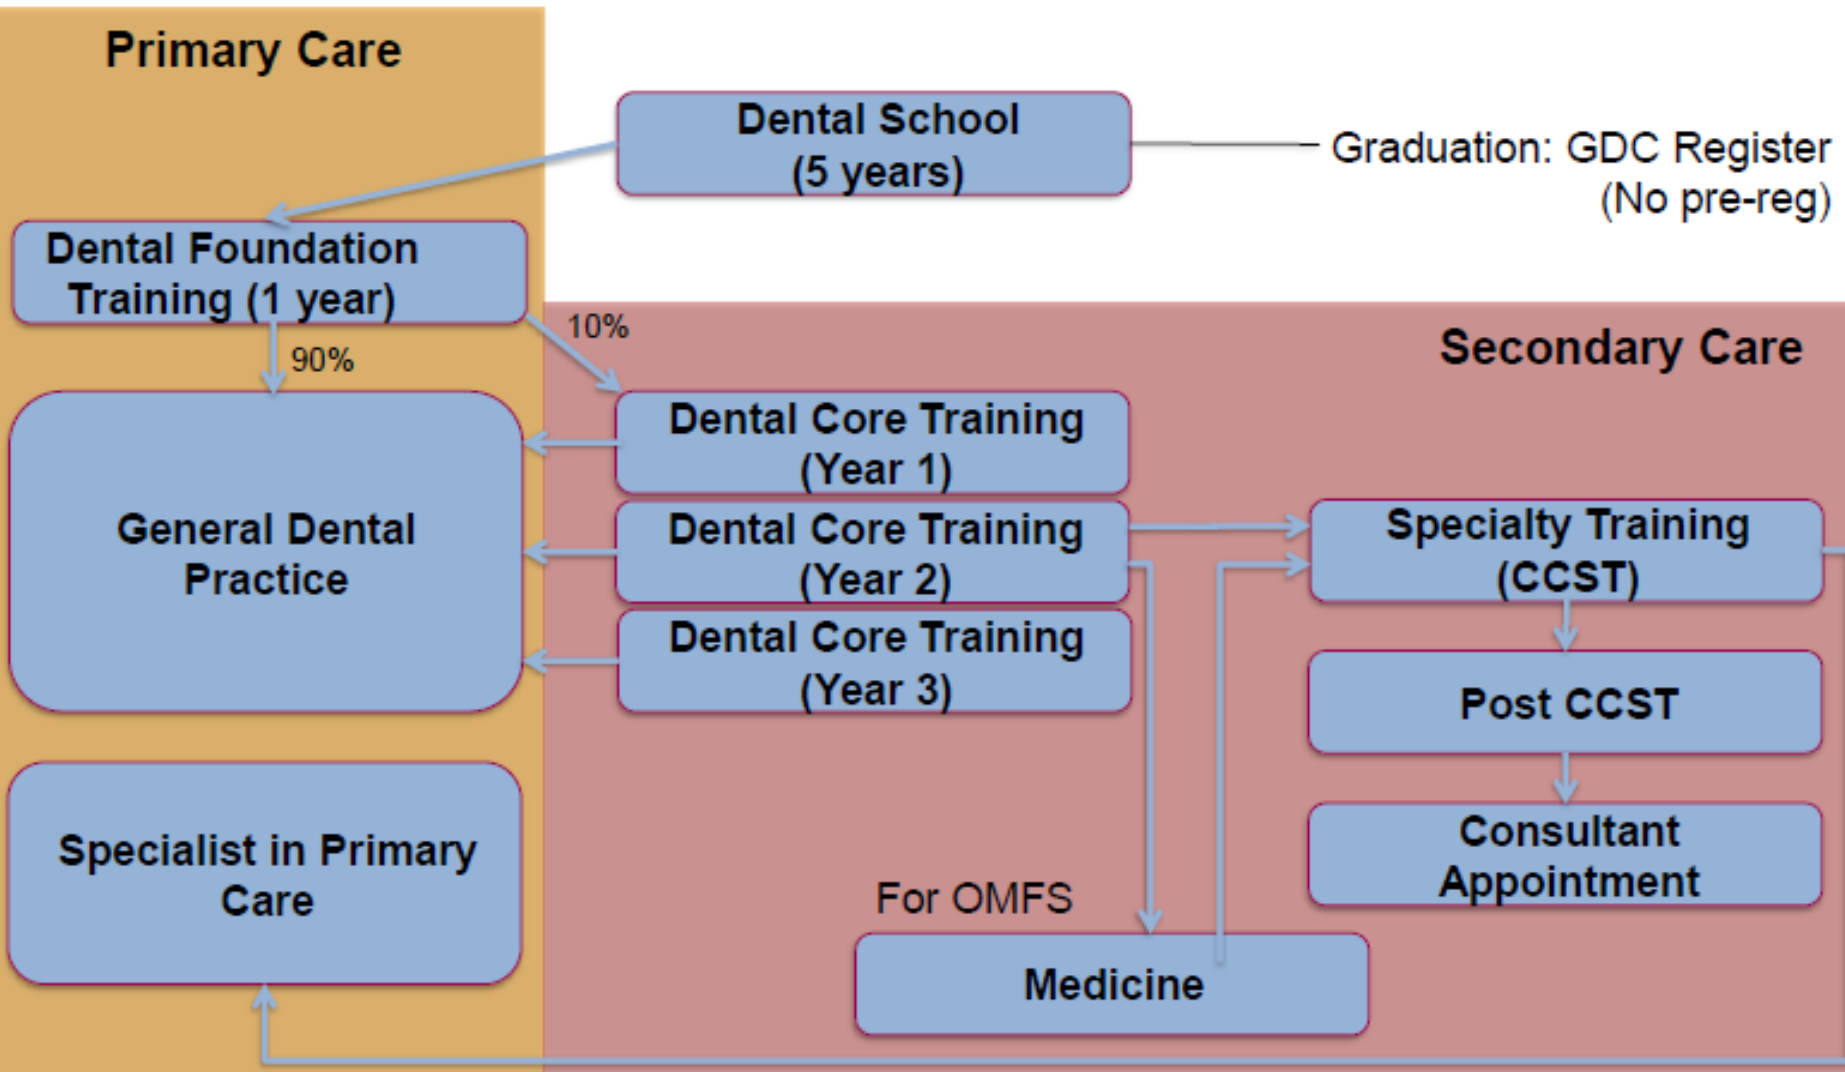 Primary Care
Dental School
(5 years)
Graduation: GDC Register
(No pre-reg)
Dental Foundation
Training (1 year)
10%
90%
Secondary Care
Dental Core Training
(Year 1)
General Dental
Practice
Dental Core Training
(Year 2)
Specialty Training
(CCST)
Dental Core Training
(Year 3)
Post CCST
Specialist in Primary
Care
Consultant
Appointment
For OMFS
Medicine